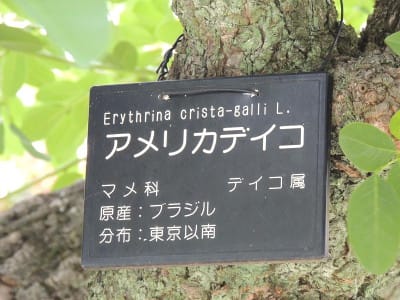 Erythrina crista-galli L.
アメリカデイコ
マメ科 デイコ属
原産：ブラジル
分布：東京以南